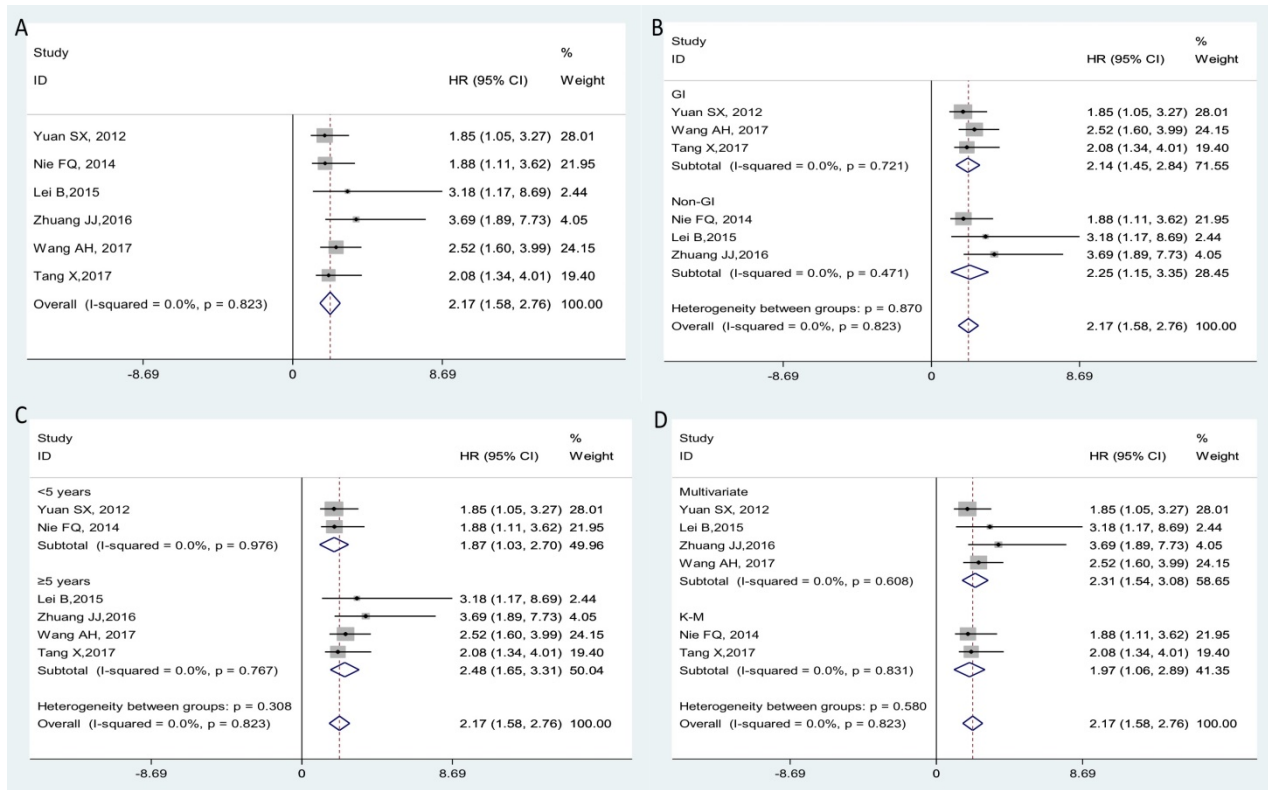 A
Study %
ID HR (95% CI) Weight
Yuan SX, 2012 1.85 (1.05, 3.27) 28.01
Nie FQ, 2014 1.88 (1.11, 3.62) 21.95
Lei B,2015 3.18 (1.17, 8.69) 2.44
Zhuang JJ,2016 3.69 (1.89, 7.73) 4.05
Wang AH, 2017 2.52 (1.60, 3.99) 24.15
Tang X,2017 2.08 (1.34, 4.01) 19.40
Overall (I-squared = 0.0%, p = 0.823) 2.17 (1.58, 2.76) 100.00
-8.69 0 8.69
B
Study %
ID HR (95% CI) Weight
GI
Yuan SX, 2012 1.85 (1.05, 3.27) 28.01
Wang AH, 2017 2.52 (1.60, 3.99) 24.15
Tang X,2017 2.08 (1.34, 4.01) 19.40
Subtotal (I-squared = 0.0%, p = 0.721) 2.14 (1.45, 2.84) 71.55
Non-GI
Nie FQ, 2014 1.88 (1.11, 3.62) 21.95
Lei B,2015 3.18 (1.17, 8.69) 2.44
Zhuang JJ,2016 3.69 (1.89, 7.73) 4.05
Subtotal (I-squared = 0.0%, p = 0.471) 2.25 (1.15, 3.35) 28.45
Heterogeneity between groups: p = 0.870
Overall (I-squared = 0.0%, p = 0.823) 2.17 (1.58, 2.76) 100.00
-8.69 0 8.69
C
Study %
ID HR (95% CI) Weight
<5 years
Yuan SX, 2012 1.85 (1.05, 3.27) 28.01
Nie FQ, 2014 1.88 (1.11, 3.62) 21.95
Subtotal (I-squared = 0.0%, p = 0.976) 1.87 (1.03, 2.70) 49.96
≥5 years
Lei B,2015 3.18 (1.17, 8.69) 2.44
Zhuang JJ,2016 3.69 (1.89, 7.73) 4.05
Wang AH, 2017 2.52 (1.60, 3.99) 24.15
Tang X,2017 2.08 (1.34, 4.01) 19.40
Subtotal (I-squared = 0.0%, p = 0.767) 2.48 (1.65, 3.31) 50.04
Heterogeneity between groups: p = 0.308
Overall (I-squared = 0.0%, p = 0.823) 2.17 (1.58, 2.76) 100.00
-8.69 0 8.69
D
Study %
ID HR (95% CI) Weight
Multivariate
Yuan SX, 2012 1.85 (1.05, 3.27) 28.01
Lei B,2015 3.18 (1.17, 8.69) 2.44
Zhuang JJ,2016 3.69 (1.89, 7.73) 4.05
Wang AH, 2017 2.52 (1.60, 3.99) 24.15
Subtotal (I-squared = 0.0%, p = 0.608) 2.31 (1.54, 3.08) 58.65
K-M
Nie FQ, 2014 1.88 (1.11, 3.62) 21.95
Tang X,2017 2.08 (1.34, 4.01) 19.40
Subtotal (I-squared = 0.0%, p = 0.831) 1.97 (1.06, 2.89) 41.35
Heterogeneity between groups: p = 0.580
Overall (I-squared = 0.0%, p = 0.823) 2.17 (1.58, 2.76) 100.00
-8.69 0 8.69